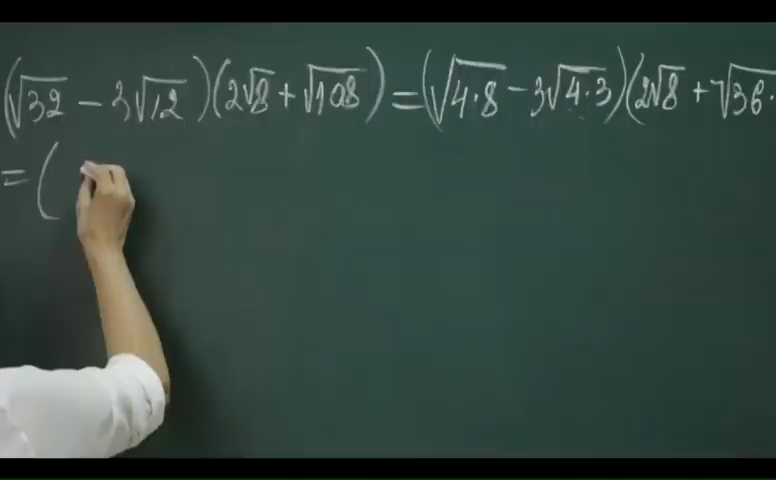 (√32 − 3√12)(2√8 + √108) = (√4·8 − 3√4·3)(2√8 + √36·
= (